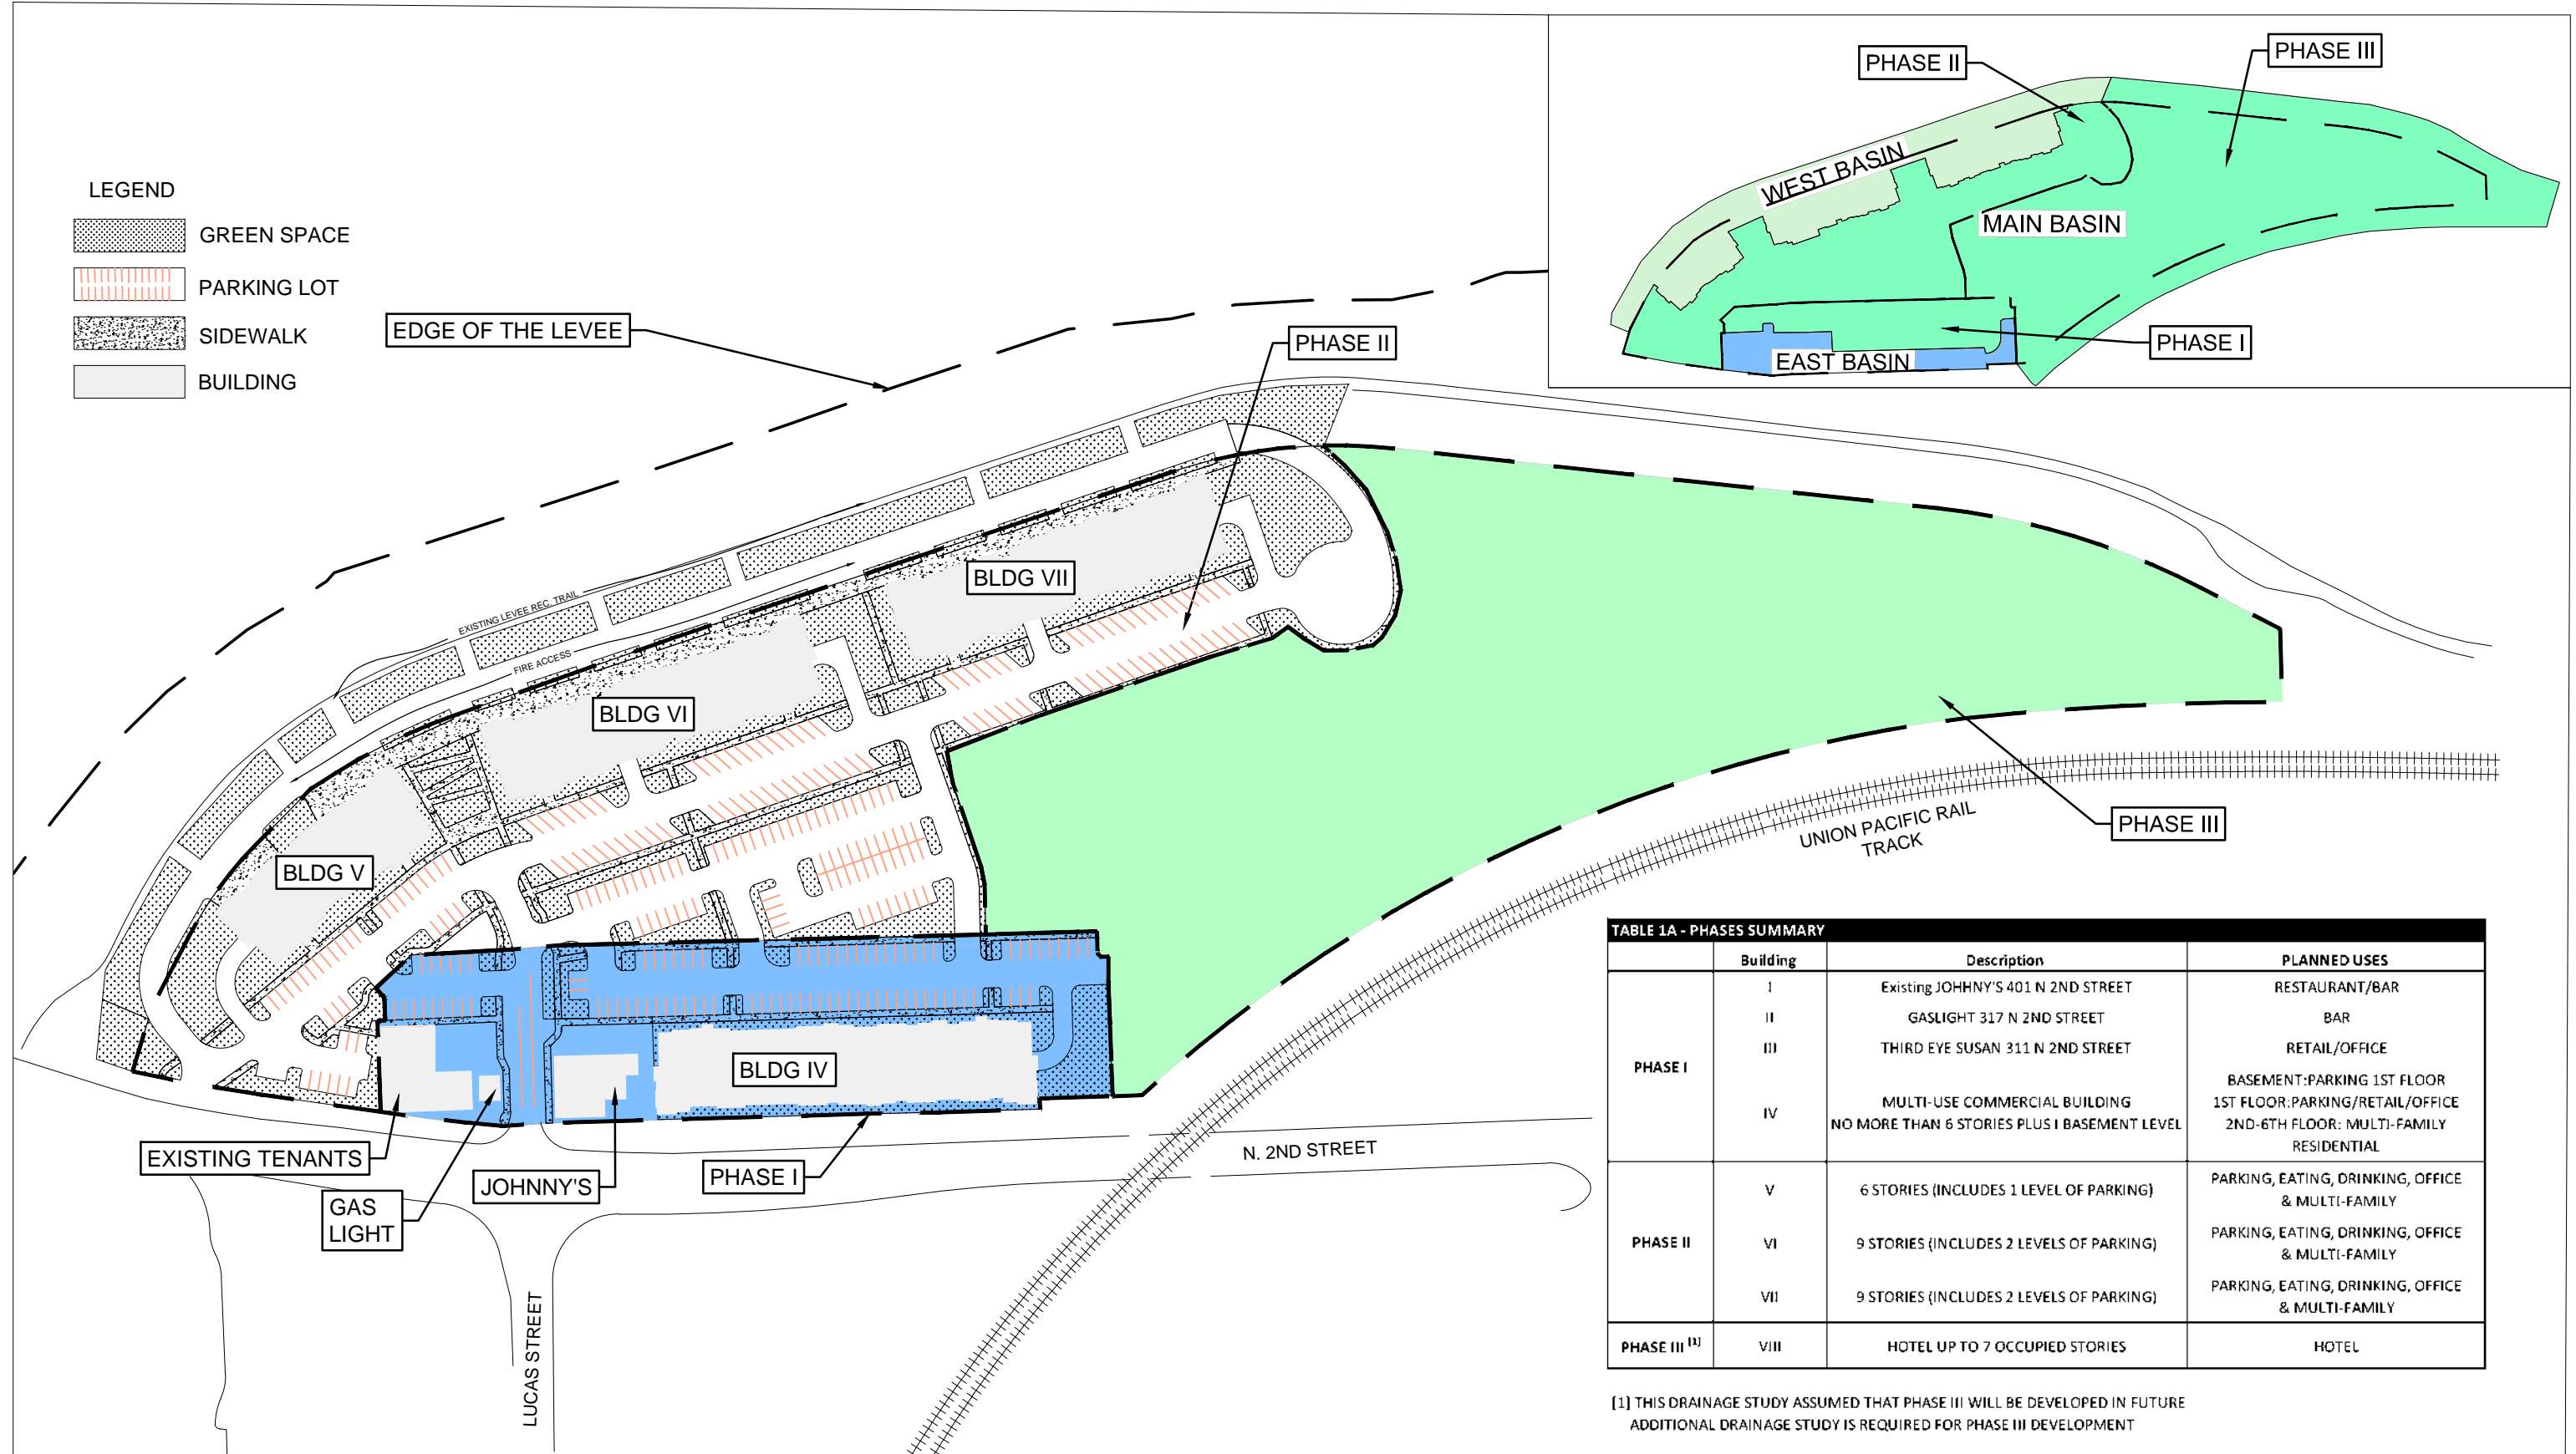 PHASE II
PHASE III
WEST BASIN
MAIN BASIN
EAST BASIN
PHASE I
LEGEND
GREEN SPACE
PARKING LOT
SIDEWALK
BUILDING
EDGE OF THE LEVEE
PHASE II
EXISTING LEVEE REC. TRAIL
FIRE ACCESS
BLDG VII
BLDG VI
BLDG V
BLDG IV
UNION PACIFIC RAIL
TRACK
PHASE III
EXISTING TENANTS
GAS
LIGHT
JOHNNY'S
PHASE I
N. 2ND STREET
LUCAS STREET
TABLE 1A - PHASES SUMMARY
Building Description PLANNED USES
PHASE I
I Existing JOHHNY'S 401 N 2ND STREET RESTAURANT/BAR
II GASLIGHT 317 N 2ND STREET BAR
III THIRD EYE SUSAN 311 N 2ND STREET RETAIL/OFFICE
IV
MULTI-USE COMMERCIAL BUILDING
NO MORE THAN 6 STORIES PLUS I BASEMENT LEVEL
BASEMENT:PARKING 1ST FLOOR
1ST FLOOR:PARKING/RETAIL/OFFICE
2ND-6TH FLOOR: MULTI-FAMILY
RESIDENTIAL
PHASE II
V 6 STORIES (INCLUDES 1 LEVEL OF PARKING)
PARKING, EATING, DRINKING, OFFICE
& MULTI-FAMILY
VI 9 STORIES (INCLUDES 2 LEVELS OF PARKING)
PARKING, EATING, DRINKING, OFFICE
& MULTI-FAMILY
VII 9 STORIES (INCLUDES 2 LEVELS OF PARKING)
PARKING, EATING, DRINKING, OFFICE
& MULTI-FAMILY
PHASE III [1] VIII HOTEL UP TO 7 OCCUPIED STORIES HOTEL
[1] THIS DRAINAGE STUDY ASSUMED THAT PHASE III WILL BE DEVELOPED IN FUTURE
ADDITIONAL DRAINAGE STUDY IS REQUIRED FOR PHASE III DEVELOPMENT